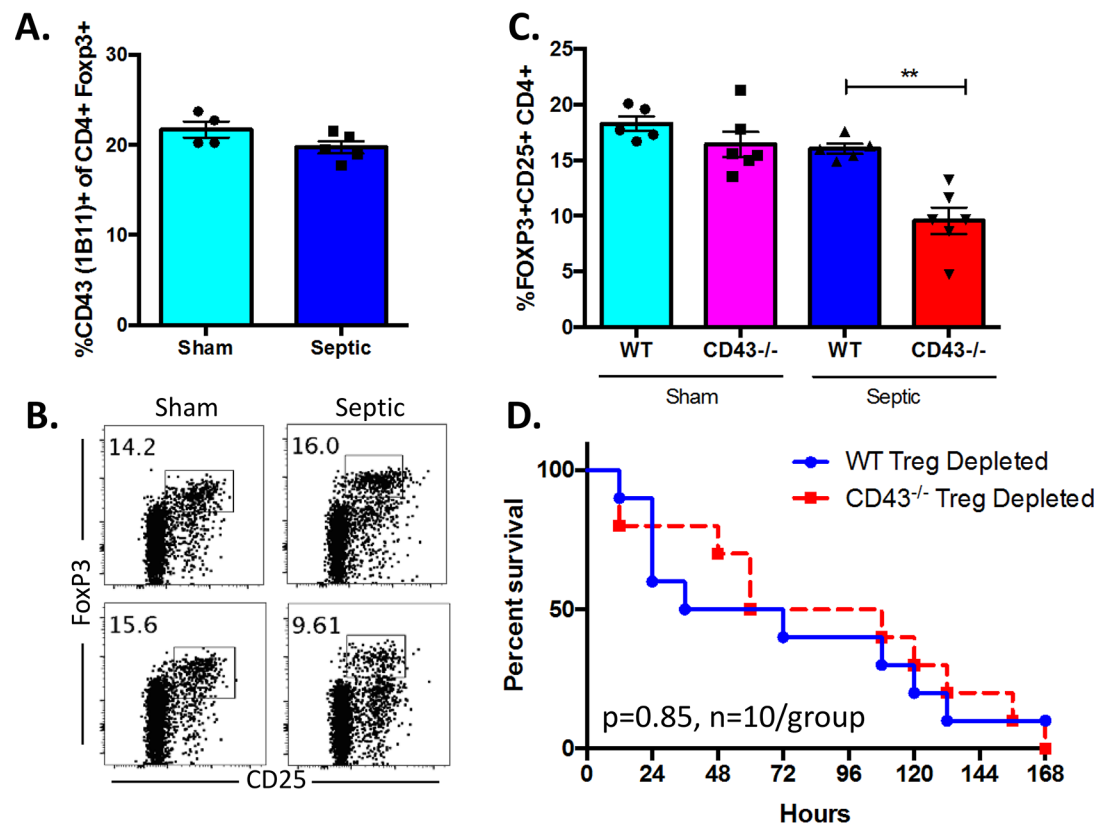 A.
%CD43 (1B11)+ of CD4+ Foxp3+
30
20
10
0
Sham
Septic
C.
%FOXP3+CD25+ CD4+
25
20
15
10
5
0
**
WT
CD43-/-
WT
CD43-/-
Sham
Septic
B.
Sham
Septic
14.2
16.0
15.6
9.61
FoxP3
CD25
D.
Percent survival
100
50
0
WT Treg Depleted
CD43-/- Treg Depleted
p=0.85, n=10/group
0 24 48 72 96 120 144 168
Hours